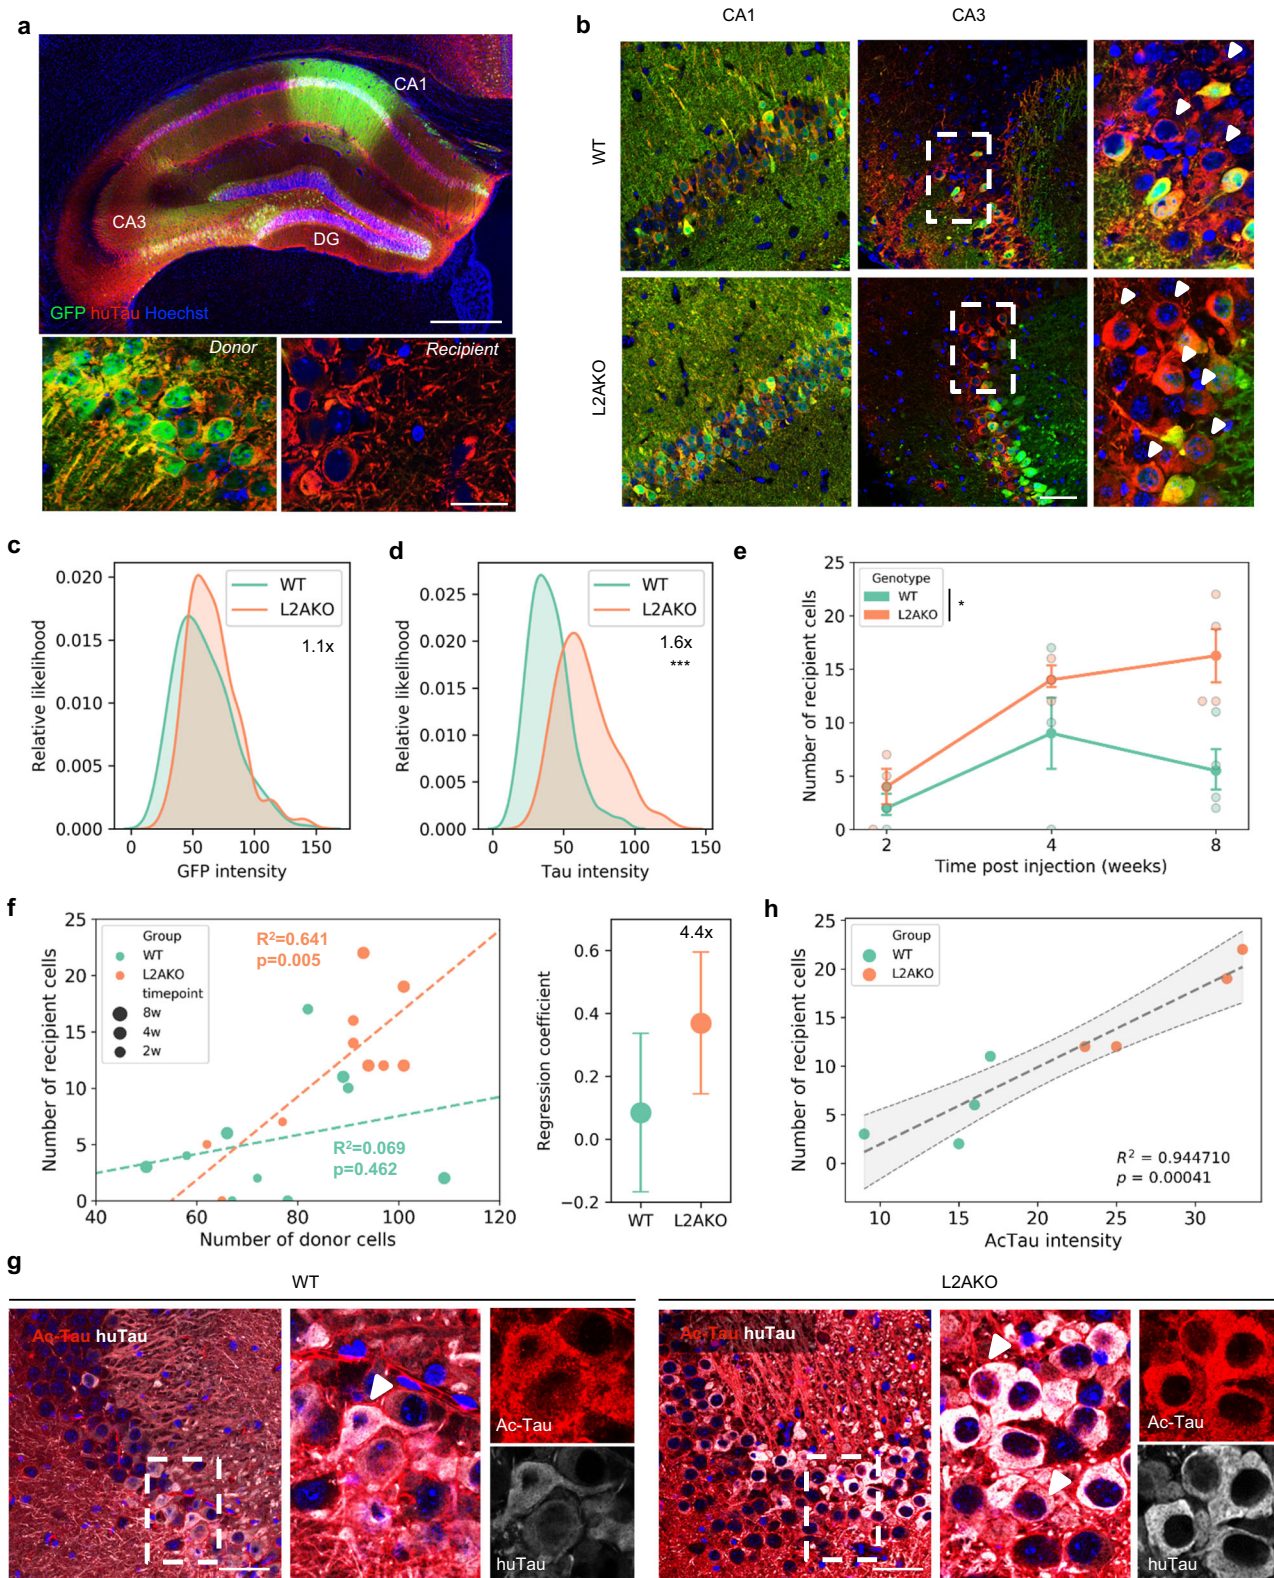 a
CA1
CA3
DG
GFP huTau Hoechst
Donor
Recipient
b
CA1
CA3
WT
L2AKO
c
Relative likelihood
0.020
0.015
0.010
0.005
0.000
WT
L2AKO
1.1x
0
50
100
150
GFP intensity
d
Relative likelihood
0.025
0.020
0.015
0.010
0.005
0.000
WT
L2AKO
1.6x
***
0
50
100
150
Tau intensity
e
Number of recipient cells
25
20
15
10
5
0
Genotype
WT
L2AKO
*
2
4
8
Time post injection (weeks)
f
Number of recipient cells
25
20
15
10
5
0
Group
WT
L2AKO
timepoint
8w
4w
2w
R²=0.641
p=0.005
R²=0.069
p=0.462
40
60
80
100
120
Number of donor cells
Regression coefficient
0.6
0.4
0.2
0.0
−0.2
4.4x
WT
L2AKO
h
Number of recipient cells
25
20
15
10
5
0
Group
WT
L2AKO
R² = 0.944710
p = 0.00041
10
15
20
25
30
AcTau intensity
g
WT
L2AKO
Ac-Tau huTau
Ac-Tau
huTau
Ac-Tau huTau
Ac-Tau
huTau